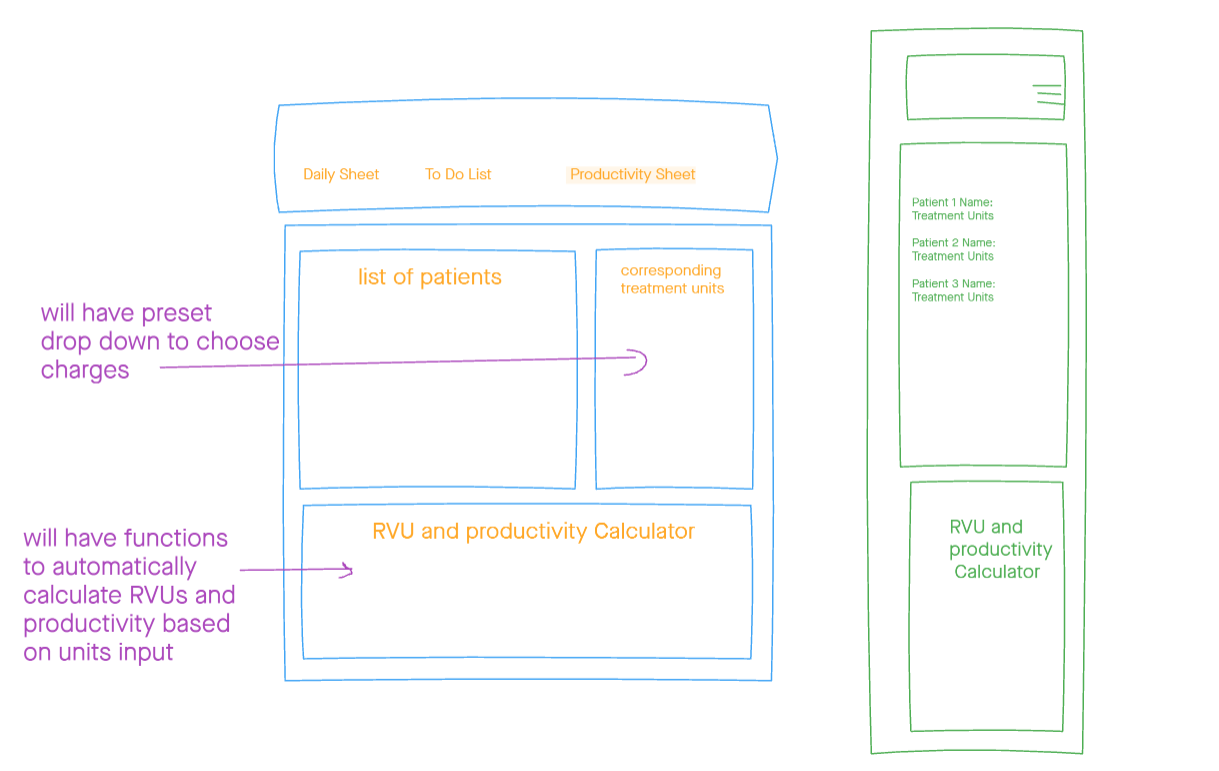 Daily Sheet
To Do List
Productivity Sheet
list of patients
corresponding
treatment units
will have preset
drop down to choose
charges
RVU and productivity Calculator
will have functions
to automatically
calculate RVUs and
productivity based
on units input
Patient 1 Name:
Treatment Units
Patient 2 Name:
Treatment Units
Patient 3 Name:
Treatment Units
RVU and
productivity
Calculator